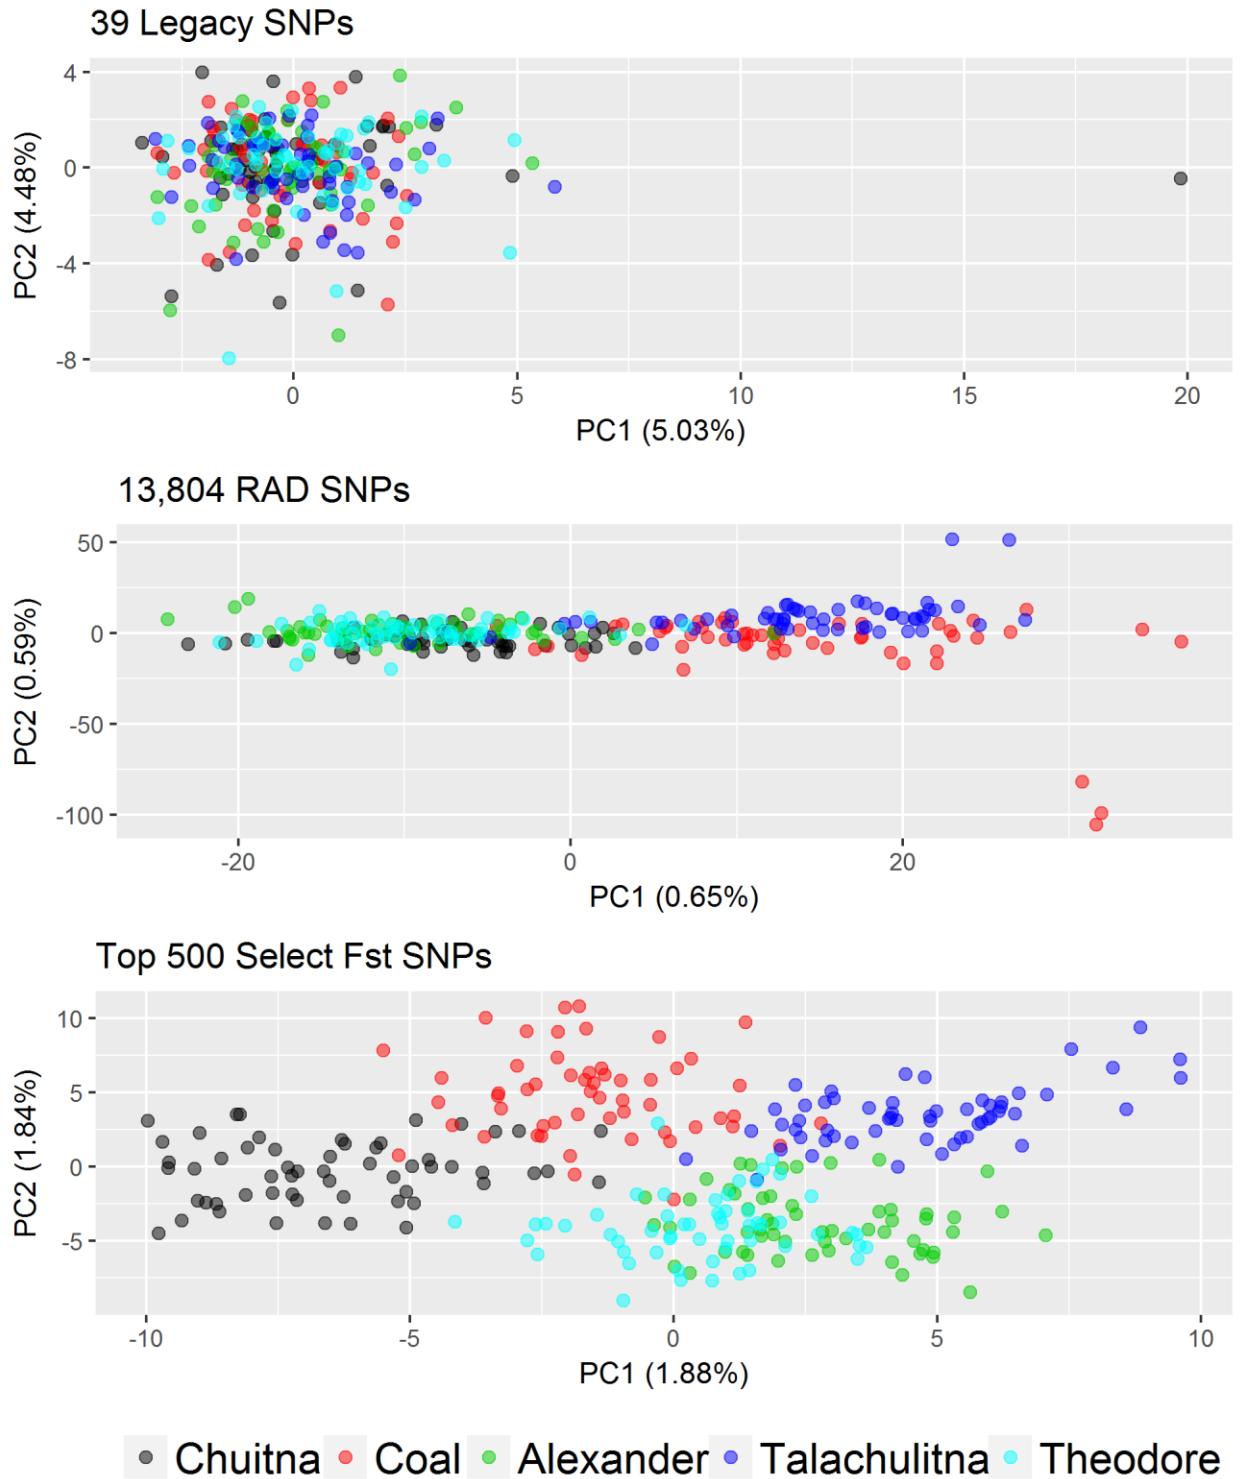 39 Legacy SNPs
4
0
-4
-8
PC2 (4.48%)
0 5 10 15 20
PC1 (5.03%)
13,804 RAD SNPs
50
0
-50
-100
PC2 (0.59%)
-20 0 20
PC1 (0.65%)
Top 500 Select Fst SNPs
10
5
0
-5
PC2 (1.84%)
-10 -5 0 5 10
PC1 (1.88%)
Chuitna Coal Alexander Talachulitna Theodore